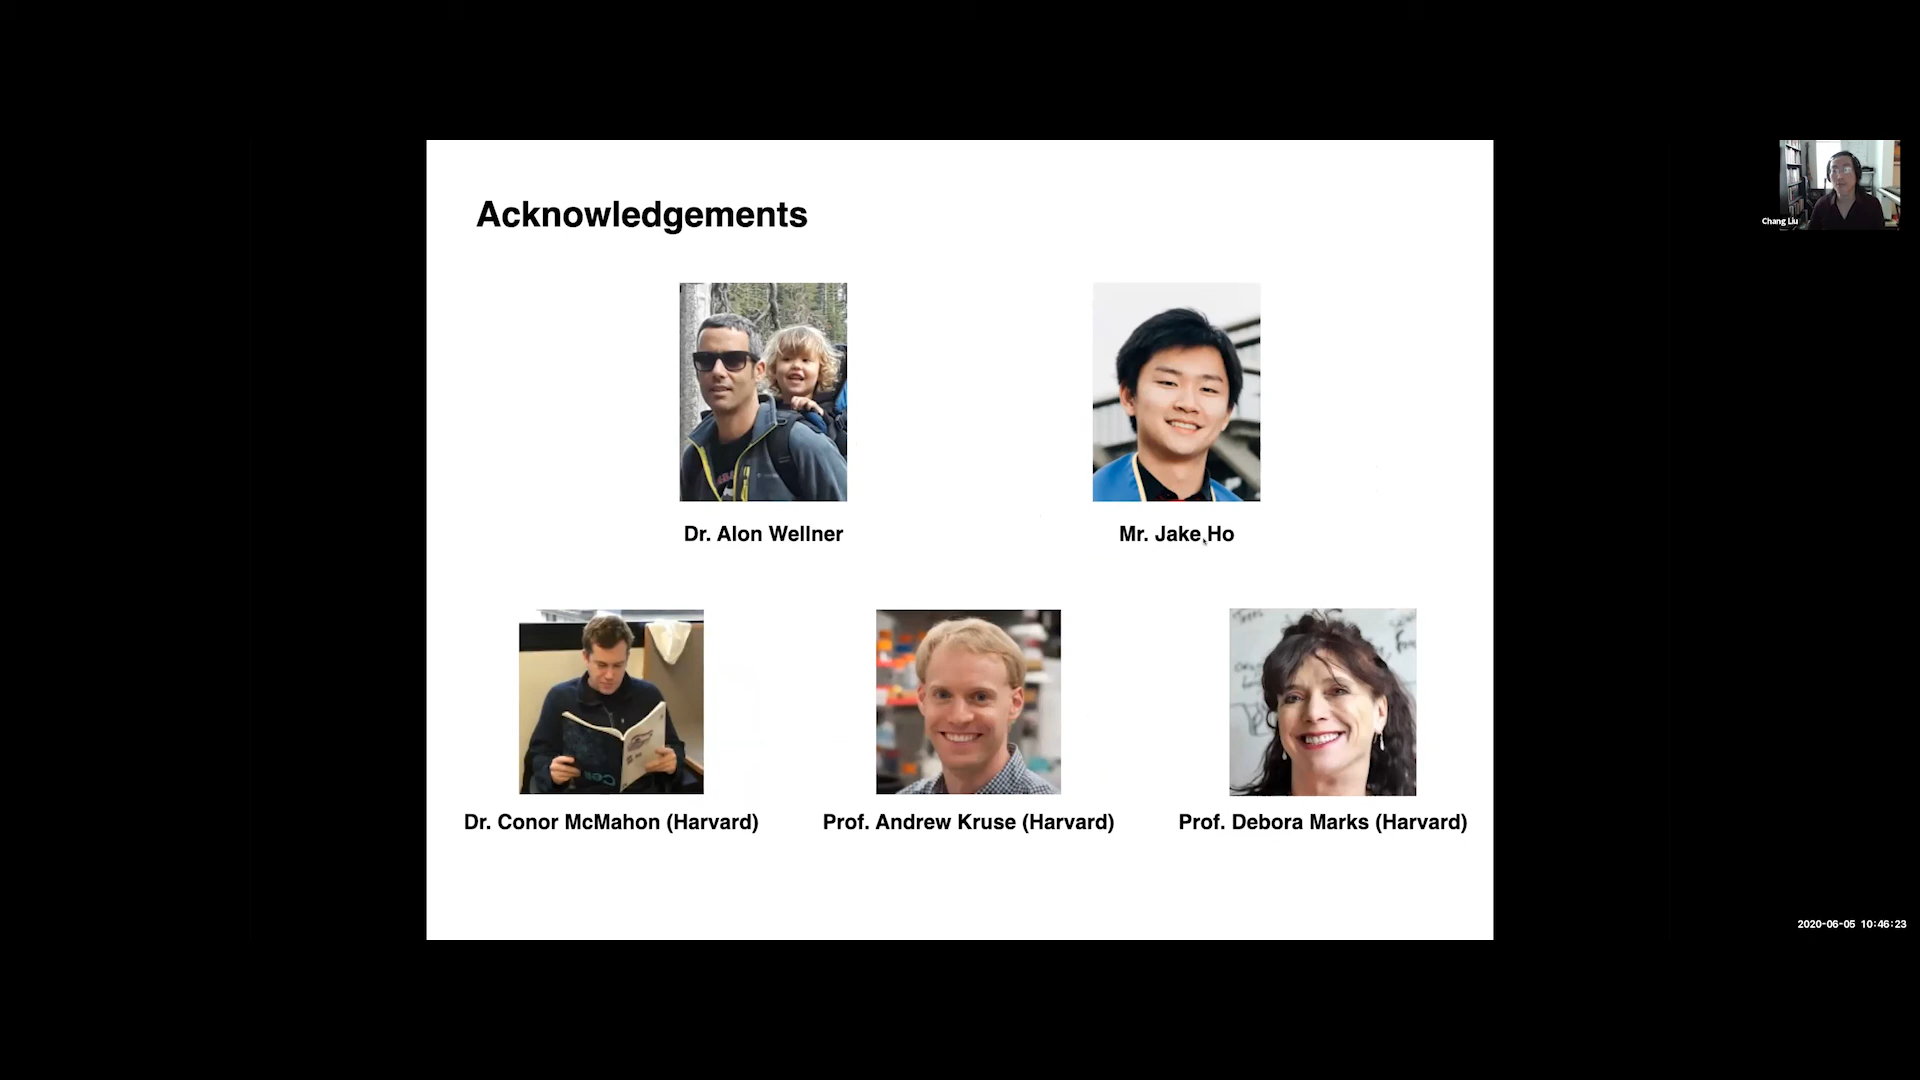 Acknowledgements
Chang Liu
Dr. Alon Wellner
Mr. Jake Ho
Dr. Conor McMahon (Harvard)
Prof. Andrew Kruse (Harvard)
Prof. Debora Marks (Harvard)
2020-06-05 10:46:23